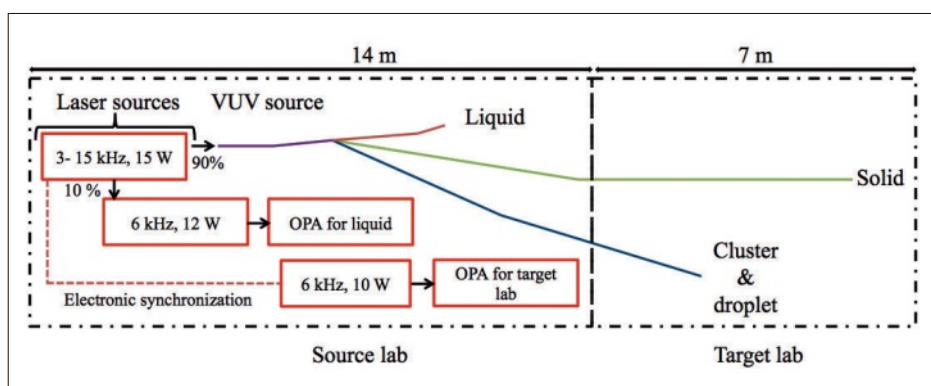 14 m
7 m
Laser sources
VUV source
Liquid
3- 15 kHz, 15 W
90%
10 %
Solid
6 kHz, 12 W
OPA for liquid
Cluster
&
droplet
6 kHz, 10 W
OPA for target
lab
Electronic synchronization
Source lab
Target lab